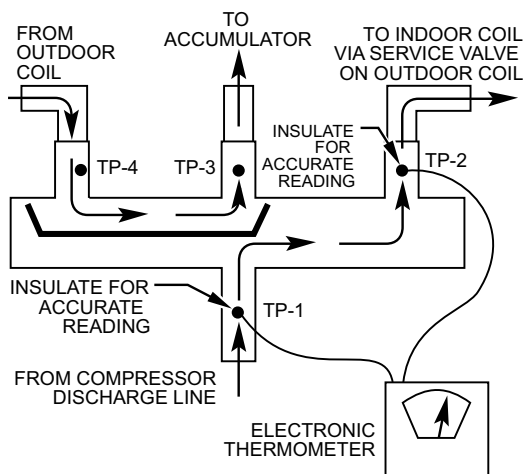 FROM
OUTDOOR
COIL
TO
ACCUMULATOR
TO INDOOR COIL
VIA SERVICE VALVE
ON OUTDOOR COIL
TP-4
TP-3
INSULATE
FOR
ACCURATE
READING
TP-2
INSULATE FOR
ACCURATE
READING
TP-1
FROM COMPRESSOR
DISCHARGE LINE
ELECTRONIC
THERMOMETER